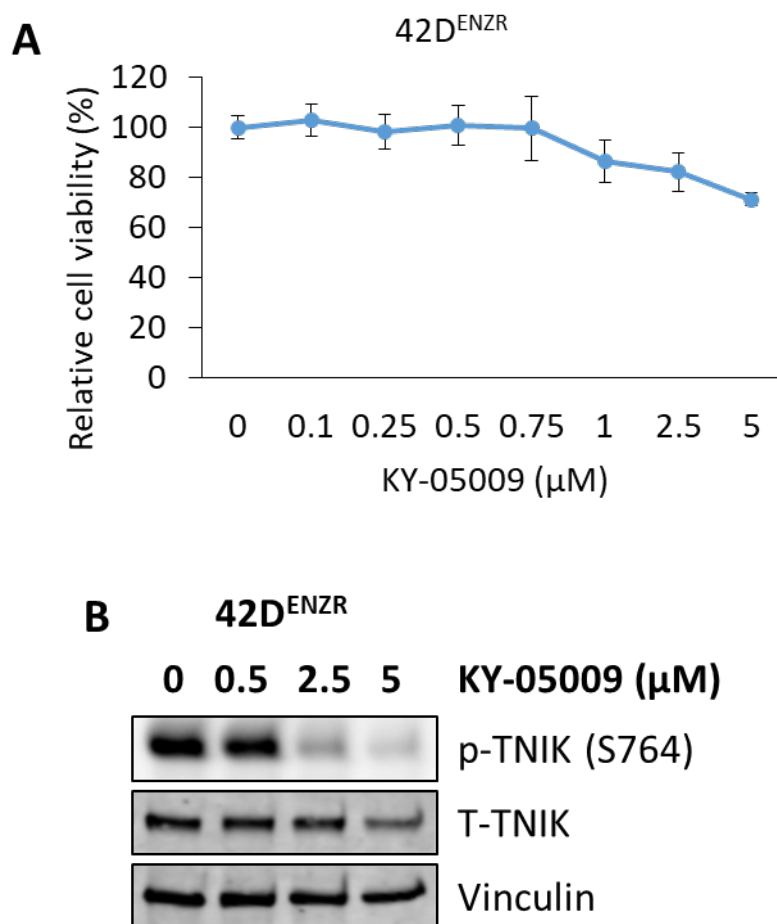 A
42D^ENZR
Relative cell viability (%)
120
100
80
60
40
20
0
0 0.1 0.25 0.5 0.75 1 2.5 5
KY-05009 (µM)
B
42D^ENZR
0 0.5 2.5 5 KY-05009 (µM)
p-TNIK (S764)
T-TNIK
Vinculin